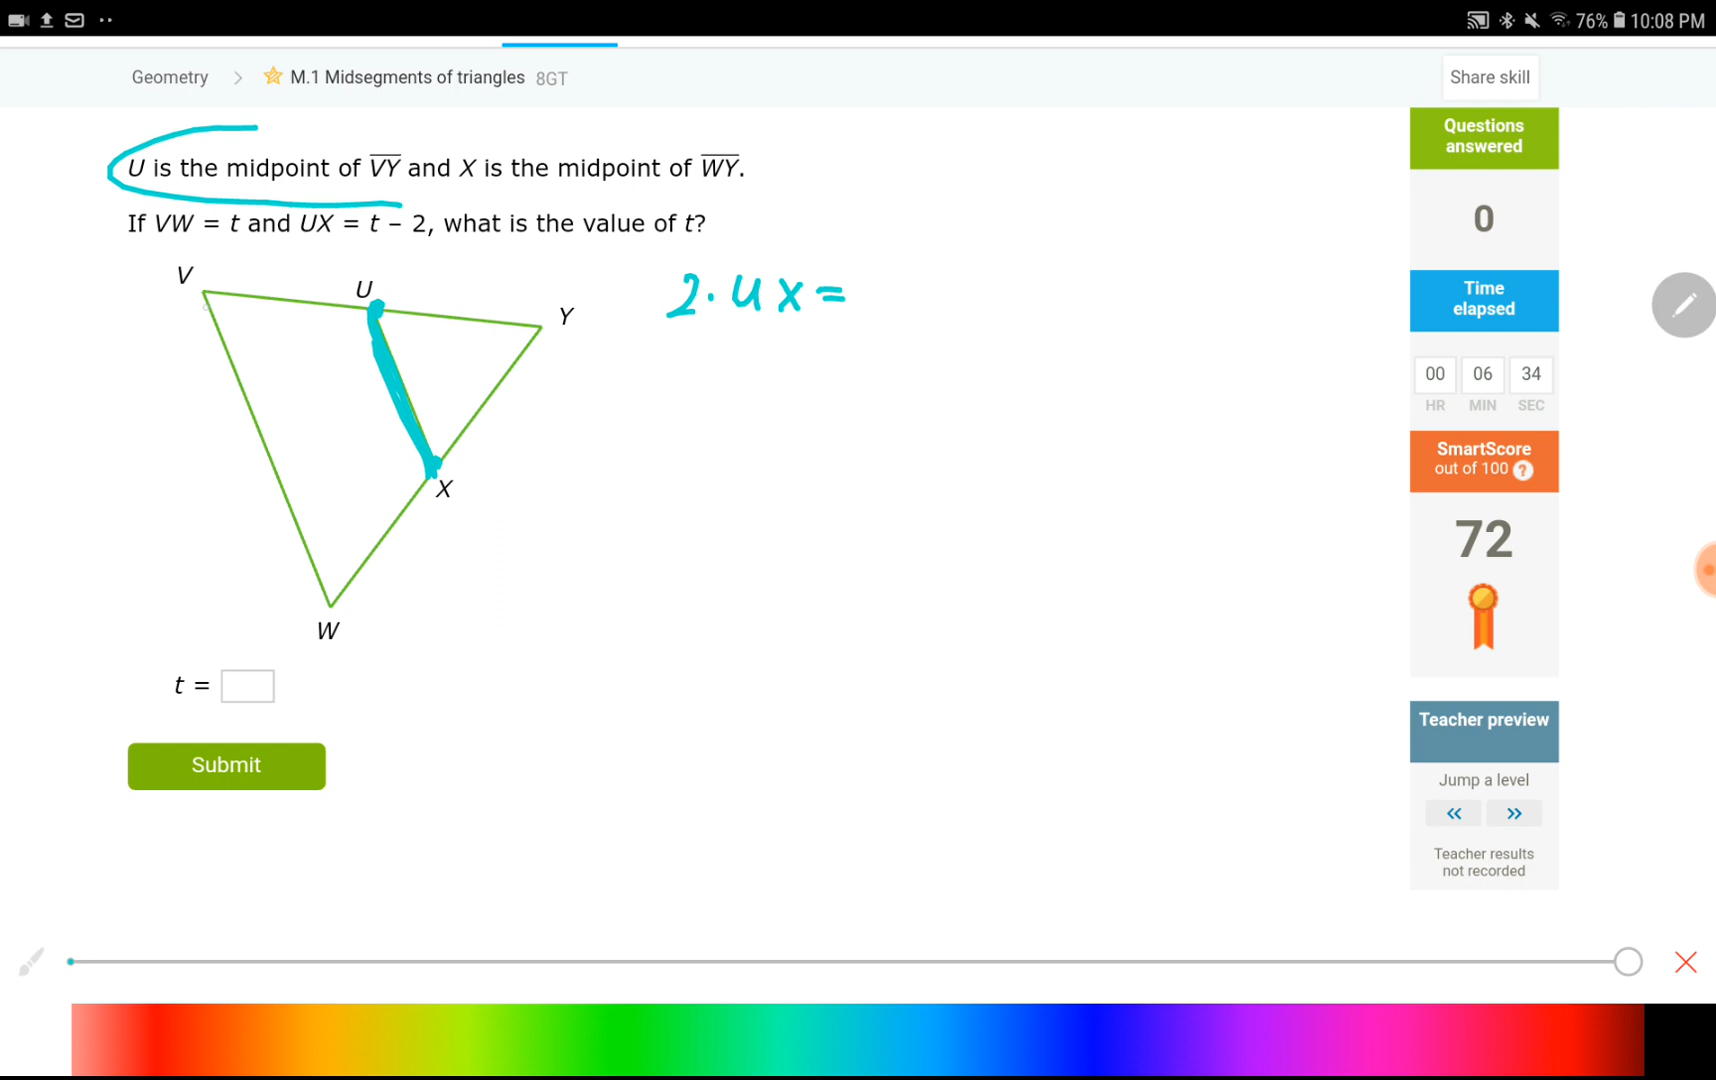 76% 10:08 PM
Geometry > M.1 Midsegments of triangles 8GT
Share skill
Questions answered
0
Time elapsed
00 06 34
HR MIN SEC
SmartScore
out of 100 ?
72
Teacher preview
Jump a level
« »
Teacher results
not recorded
U is the midpoint of VY and X is the midpoint of WY.
If VW = t and UX = t – 2, what is the value of t?
2 · U X =
V
U
Y
X
W
t =
Submit